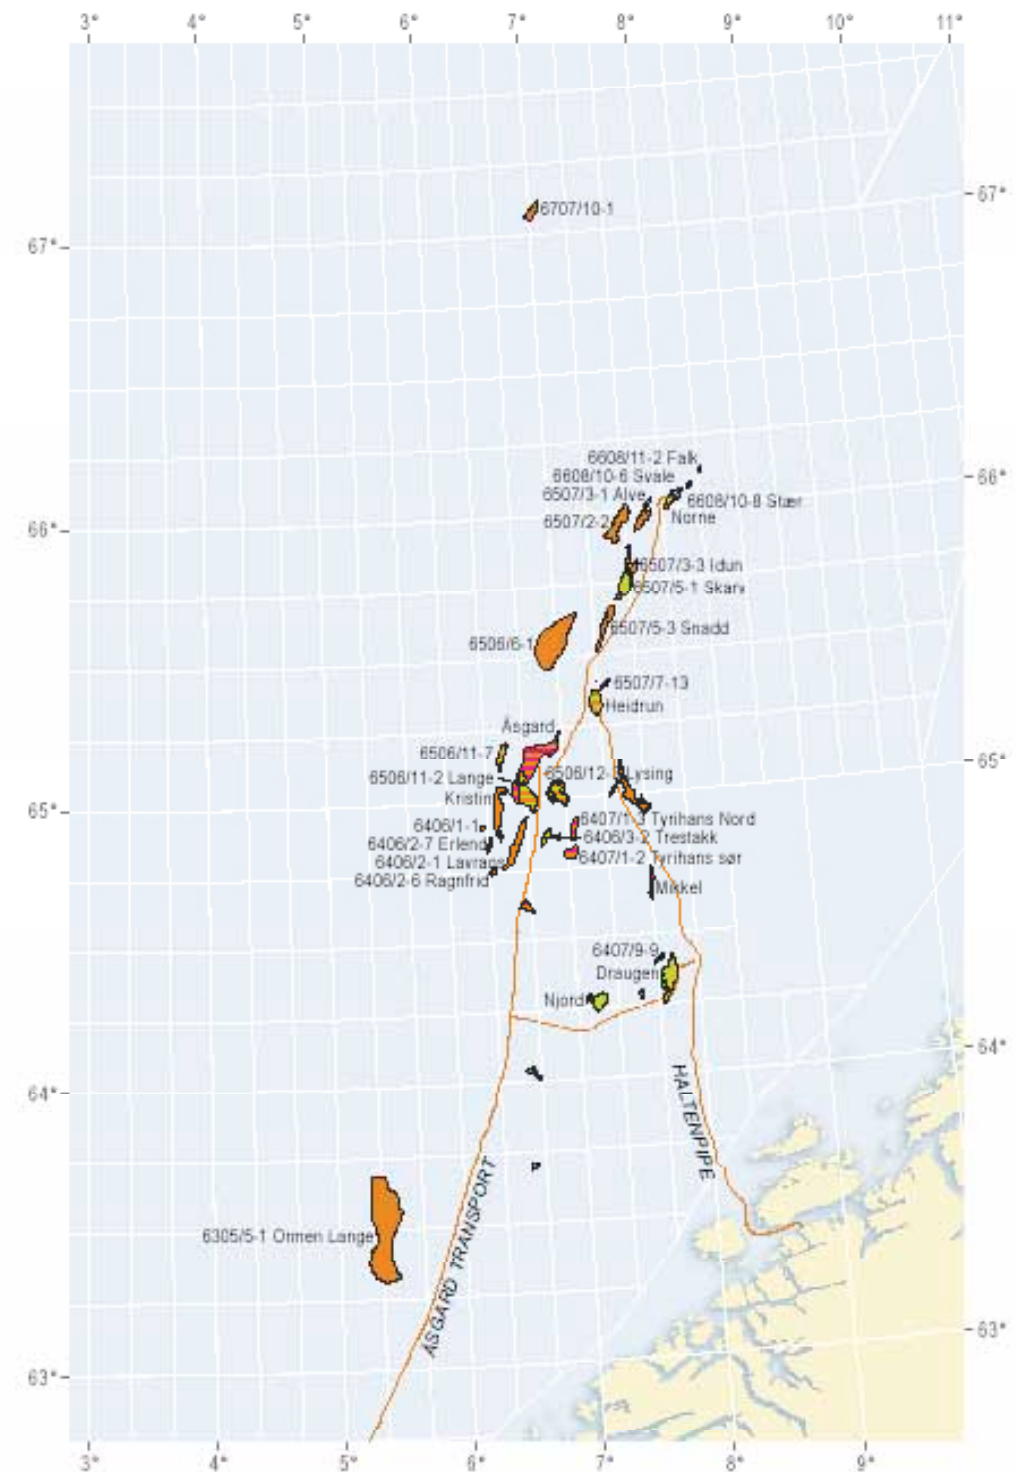 3° 4° 5° 6° 7° 8° 9° 10° 11°
67°
6707/10-1
67°
6608/11-2 Falk
66°
6608/10-6 Svale
6507/3-1 Alve
6608/10-8 Stær
6507/2-2
Norne
66°
6507/3-3 Idun
6507/5-1 Skarv
6507/5-3 Snadd
6506/6-1
6507/7-13
Heidrun
Åsgard
6506/11-7
65°
6506/11-2 Lange
6506/12-3 Lysing
Kristin
65°
6407/1-3 Tyrihans Nord
6406/1-1
6406/3-2 Trestakk
6406/2-7 Erlend
6406/2-1 Lavrans
6407/1-2 Tyrihans sør
6406/2-6 Ragnfrid
Mikkel
6407/9-9
Draugen
Njord
64°
64°
HALTENPIPE
ÅSGARD TRANSPORT
6305/5-1 Ormen Lange
63°
63°
3° 4° 5° 6° 7° 8° 9°